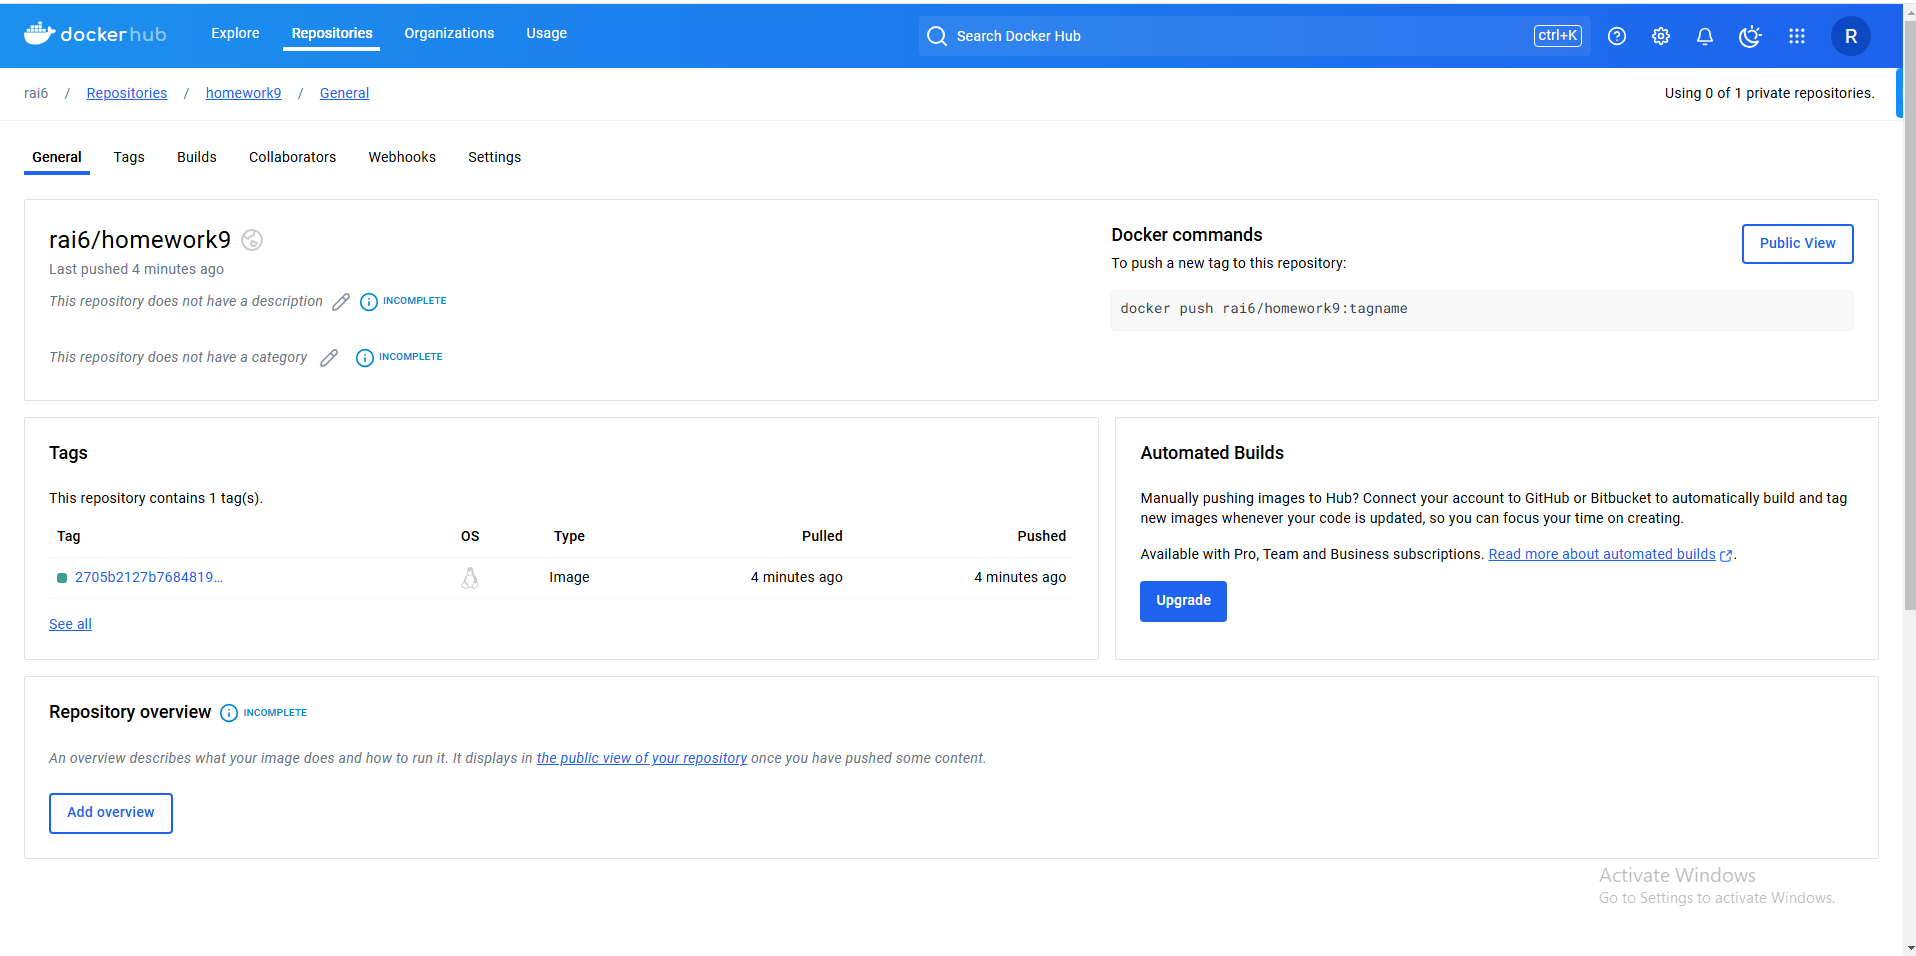 dockerhub
Explore Repositories Organizations Usage
Search Docker Hub
ctrl+K
R
rai6 / Repositories / homework9 / General
Using 0 of 1 private repositories.
General Tags Builds Collaborators Webhooks Settings
rai6/homework9
Last pushed 4 minutes ago
This repository does not have a description INCOMPLETE
This repository does not have a category INCOMPLETE
Docker commands
To push a new tag to this repository:
Public View
docker push rai6/homework9:tagname
Tags
This repository contains 1 tag(s).
Tag OS Type Pulled Pushed
2705b2127b7684819... Image 4 minutes ago 4 minutes ago
See all
Automated Builds
Manually pushing images to Hub? Connect your account to GitHub or Bitbucket to automatically build and tag
new images whenever your code is updated, so you can focus your time on creating.
Available with Pro, Team and Business subscriptions. Read more about automated builds.
Upgrade
Repository overview INCOMPLETE
An overview describes what your image does and how to run it. It displays in the public view of your repository once you have pushed some content.
Add overview
Activate Windows
Go to Settings to activate Windows.